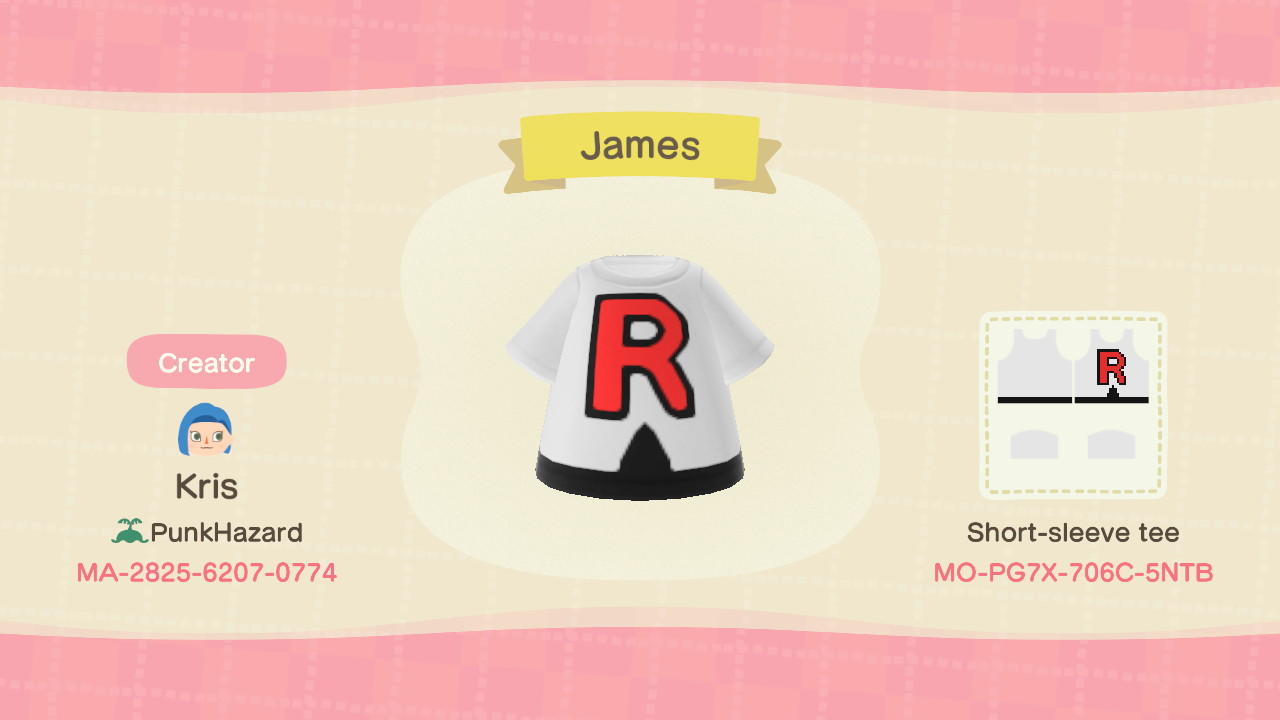 James
R
Creator
Kris
PunkHazard
MA-2825-6207-0774
R
Short-sleeve tee
MO-PG7X-706C-5NTB